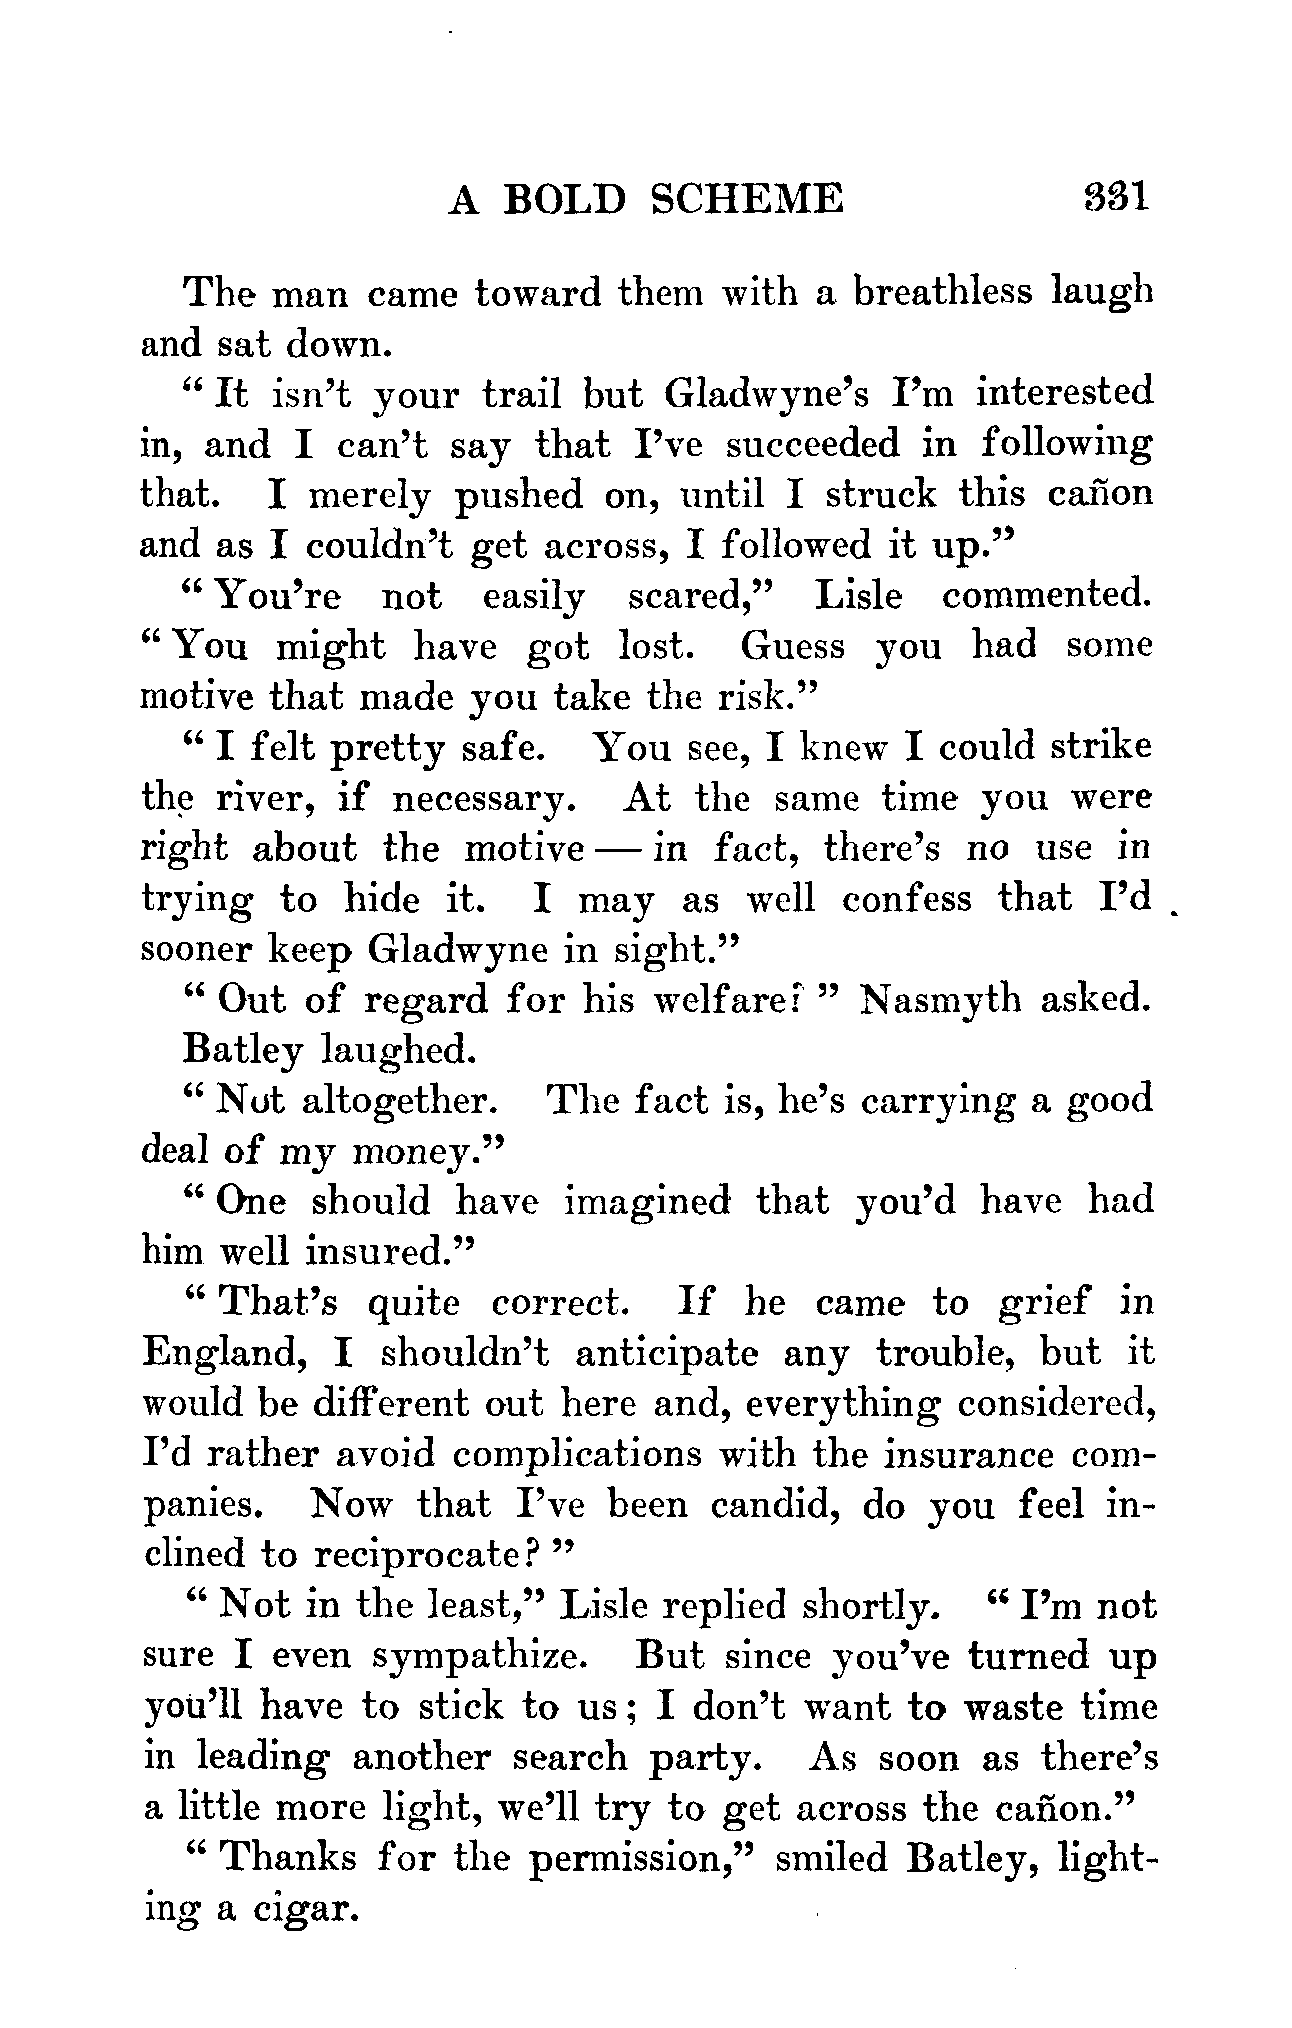 A BOLD SCHEME 331
The man came toward them with a breathless laugh
and sat down.
“ It isn’t your trail but Gladwyne’s I’m interested
in, and I can’t say that I’ve succeeded in following
that. I merely pushed on, until I struck this cañon
and as I couldn’t get across, I followed it up.”
“ You’re not easily scared,” Lisle commented.
“ You might have got lost. Guess you had some
motive that made you take the risk.”
“ I felt pretty safe. You see, I knew I could strike
the river, if necessary. At the same time you were
right about the motive — in fact, there’s no use in
trying to hide it. I may as well confess that I’d
sooner keep Gladwyne in sight.”
“ Out of regard for his welfare? ” Nasmyth asked.
Batley laughed.
“ Not altogether. The fact is, he’s carrying a good
deal of my money.”
“ One should have imagined that you’d have had
him well insured.”
“ That’s quite correct. If he came to grief in
England, I shouldn’t anticipate any trouble, but it
would be different out here and, everything considered,
I’d rather avoid complications with the insurance com-
panies. Now that I’ve been candid, do you feel in-
clined to reciprocate? ”
“ Not in the least,” Lisle replied shortly. “ I’m not
sure I even sympathize. But since you’ve turned up
you’ll have to stick to us; I don’t want to waste time
in leading another search party. As soon as there’s
a little more light, we’ll try to get across the cañon.”
“ Thanks for the permission,” smiled Batley, light-
ing a cigar.